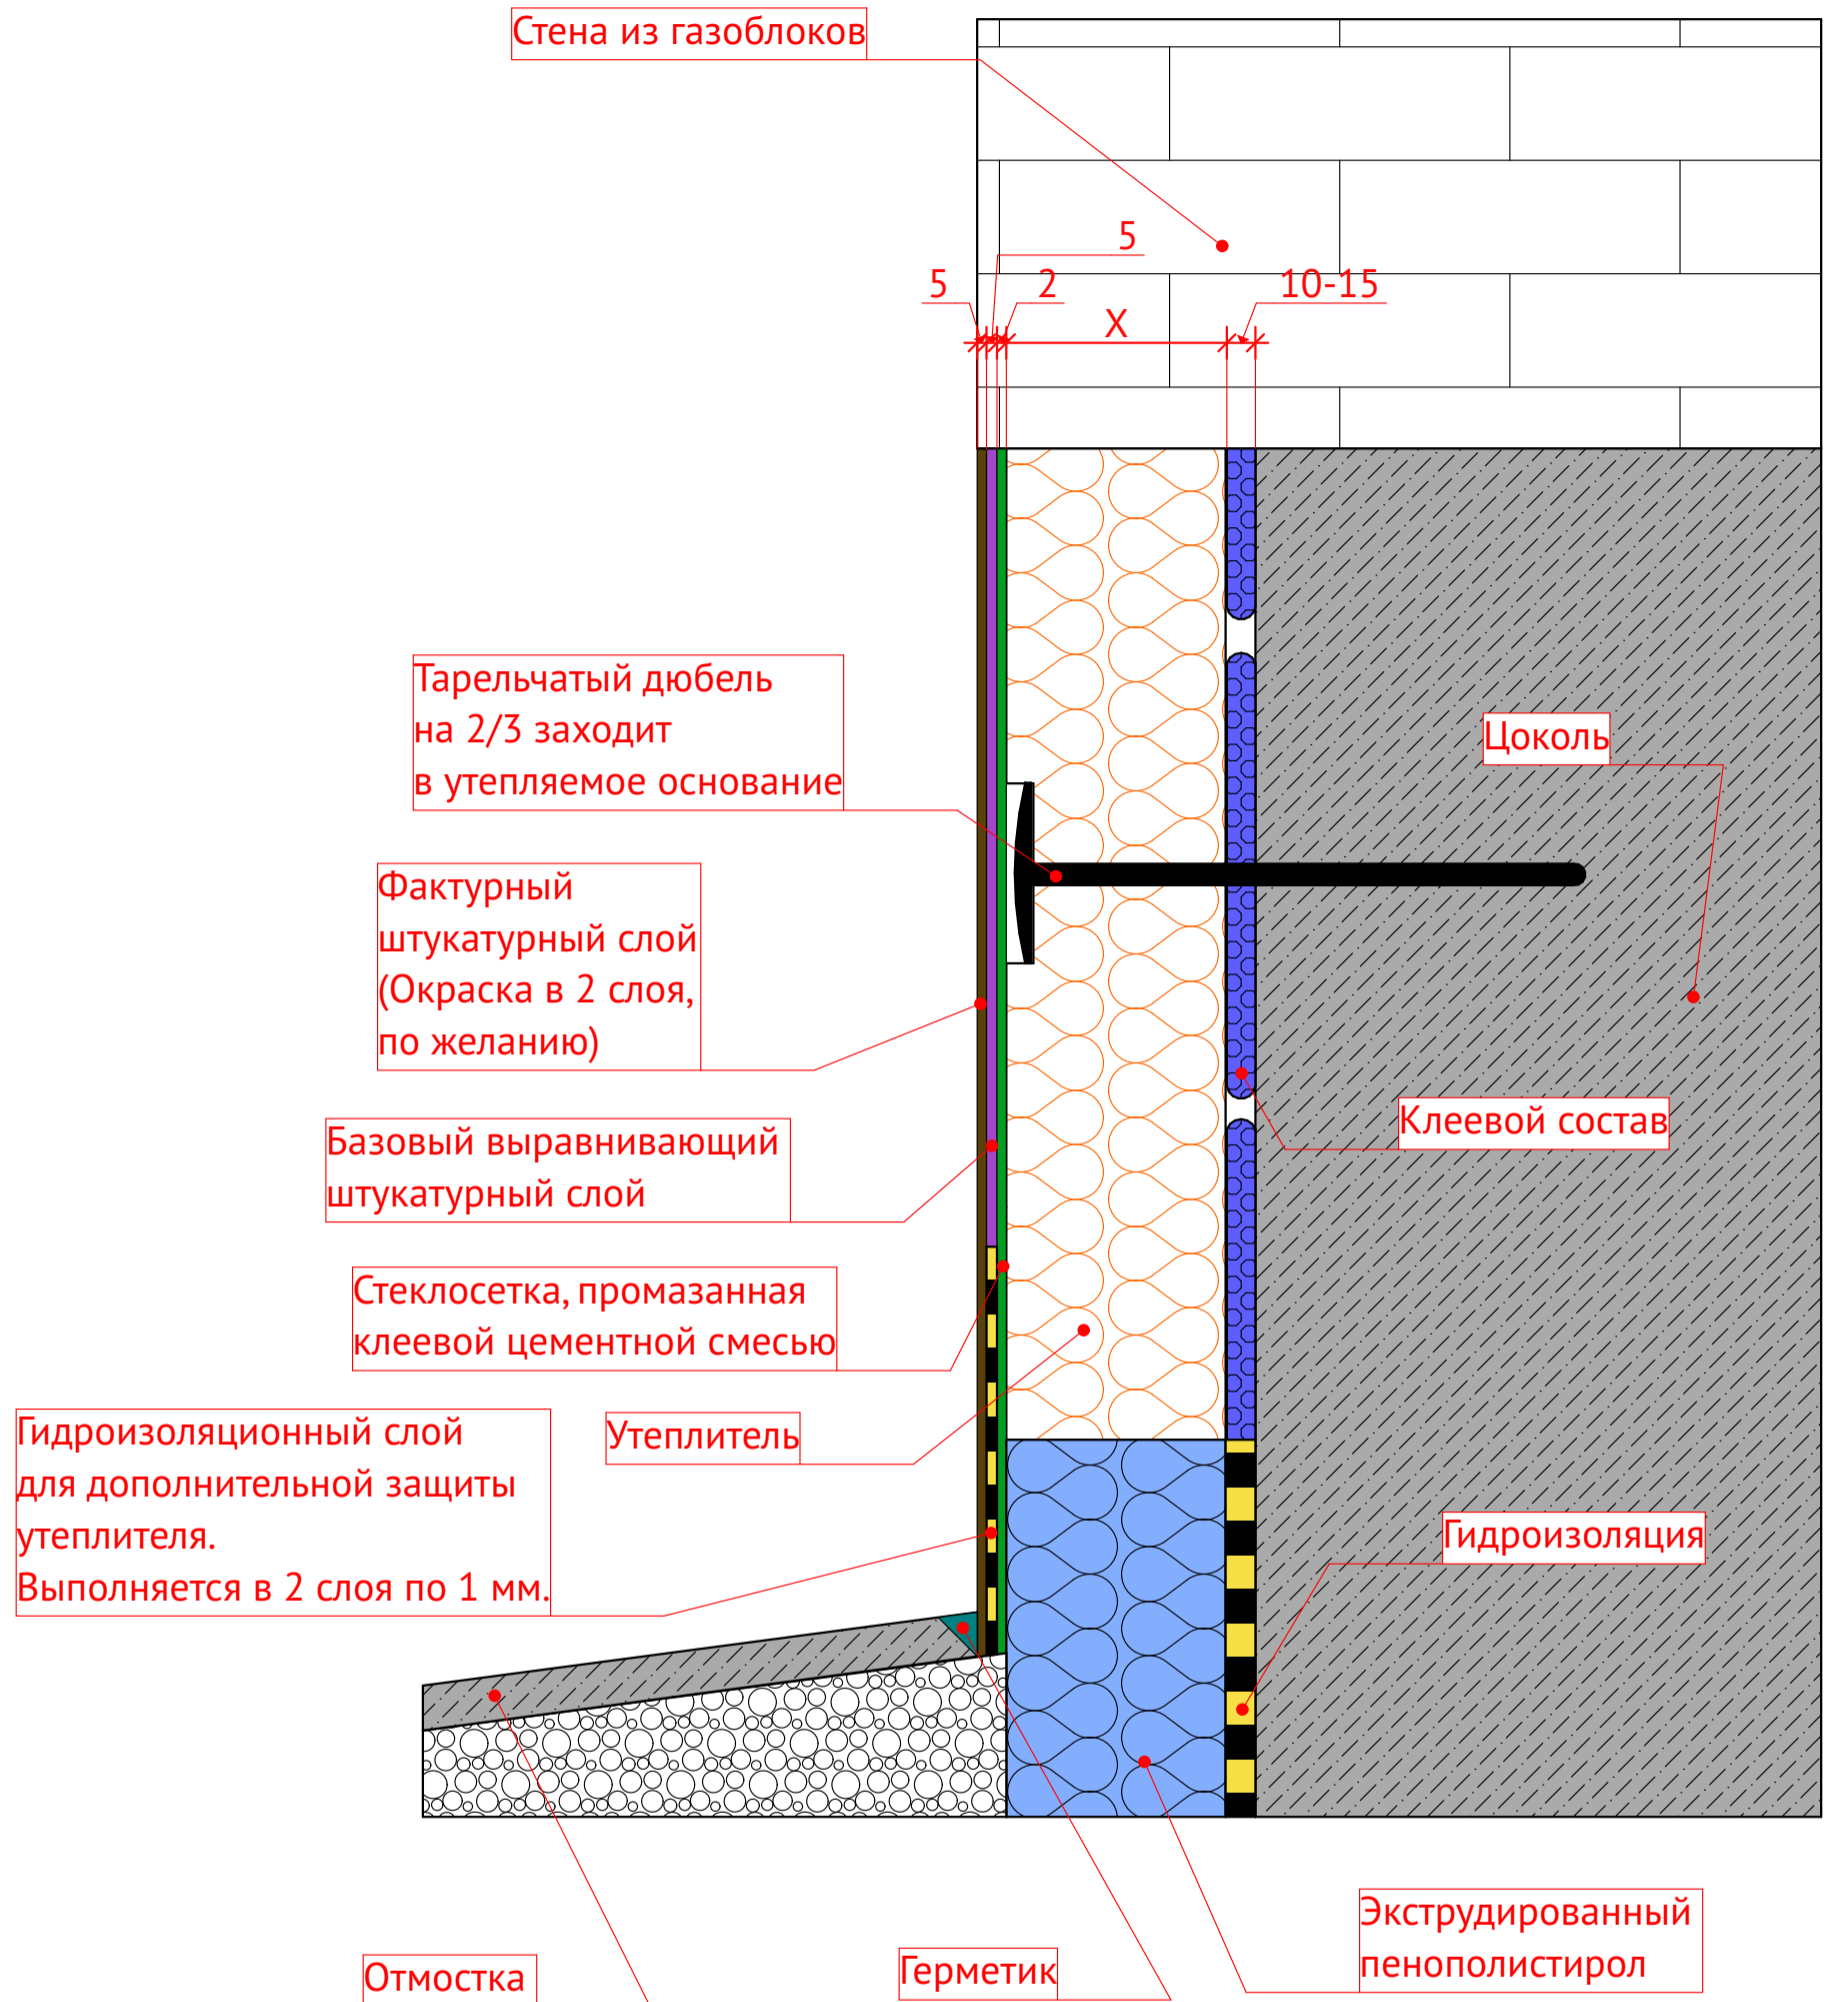 Стена из газоблоков
5
5
2
10-15
X
Тарельчатый дюбель
на 2/3 заходит
в утепляемое основание
Цоколь
Фактурный
штукатурный слой
(Окраска в 2 слоя,
по желанию)
Базовый выравнивающий
штукатурный слой
Клеевой состав
Стеклосетка, промазанная
клеевой цементной смесью
Утеплитель
Гидроизоляционный слой
для дополнительной защиты
утеплителя.
Выполняется в 2 слоя по 1 мм.
Гидроизоляция
Отмостка
Герметик
Экструдированный
пенополистирол